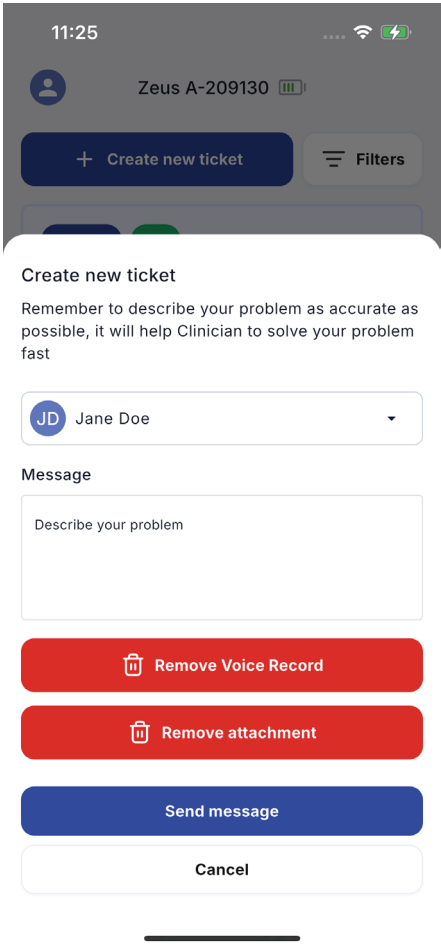 11:25
Zeus A-209130
Create new ticket
Filters
Create new ticket
Remember to describe your problem as accurate as
possible, it will help Clinician to solve your problem
fast
JD
Jane Doe
Message
Describe your problem
Remove Voice Record
Remove attachment
Send message
Cancel